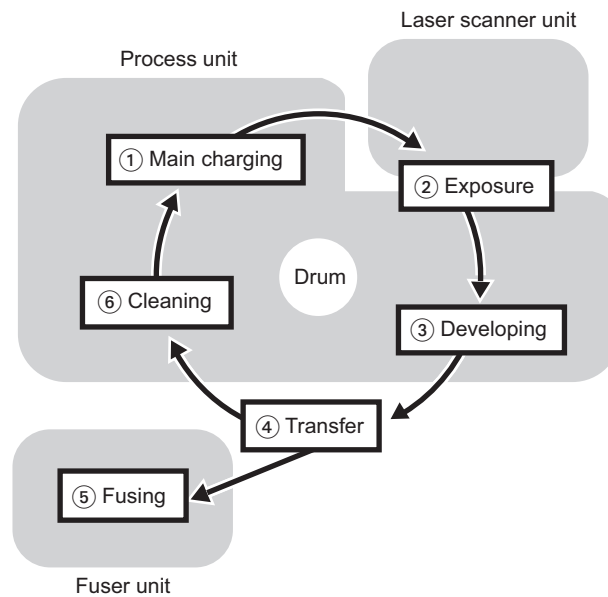 Laser scanner unit
Process unit
① Main charging
② Exposure
Drum
⑥ Cleaning
③ Developing
④ Transfer
⑤ Fusing
Fuser unit